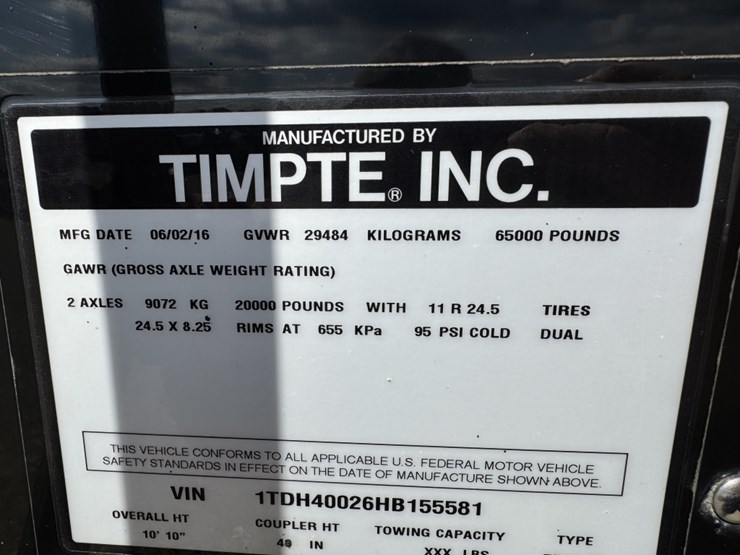 MANUFACTURED BY
TIMPTE® INC.
MFG DATE 06/02/16 GVWR 29484 KILOGRAMS 65000 POUNDS
GAWR (GROSS AXLE WEIGHT RATING)
2 AXLES 9072 KG 20000 POUNDS WITH 11 R 24.5 TIRES
24.5 X 8.25 RIMS AT 655 KPa 95 PSI COLD DUAL
THIS VEHICLE CONFORMS TO ALL APPLICABLE U.S. FEDERAL MOTOR VEHICLE
SAFETY STANDARDS IN EFFECT ON THE DATE OF MANUFACTURE SHOWN ABOVE.
VIN 1TDH40026HB155581
OVERALL HT COUPLER HT TOWING CAPACITY TYPE
10' 10" IN XXX LBS